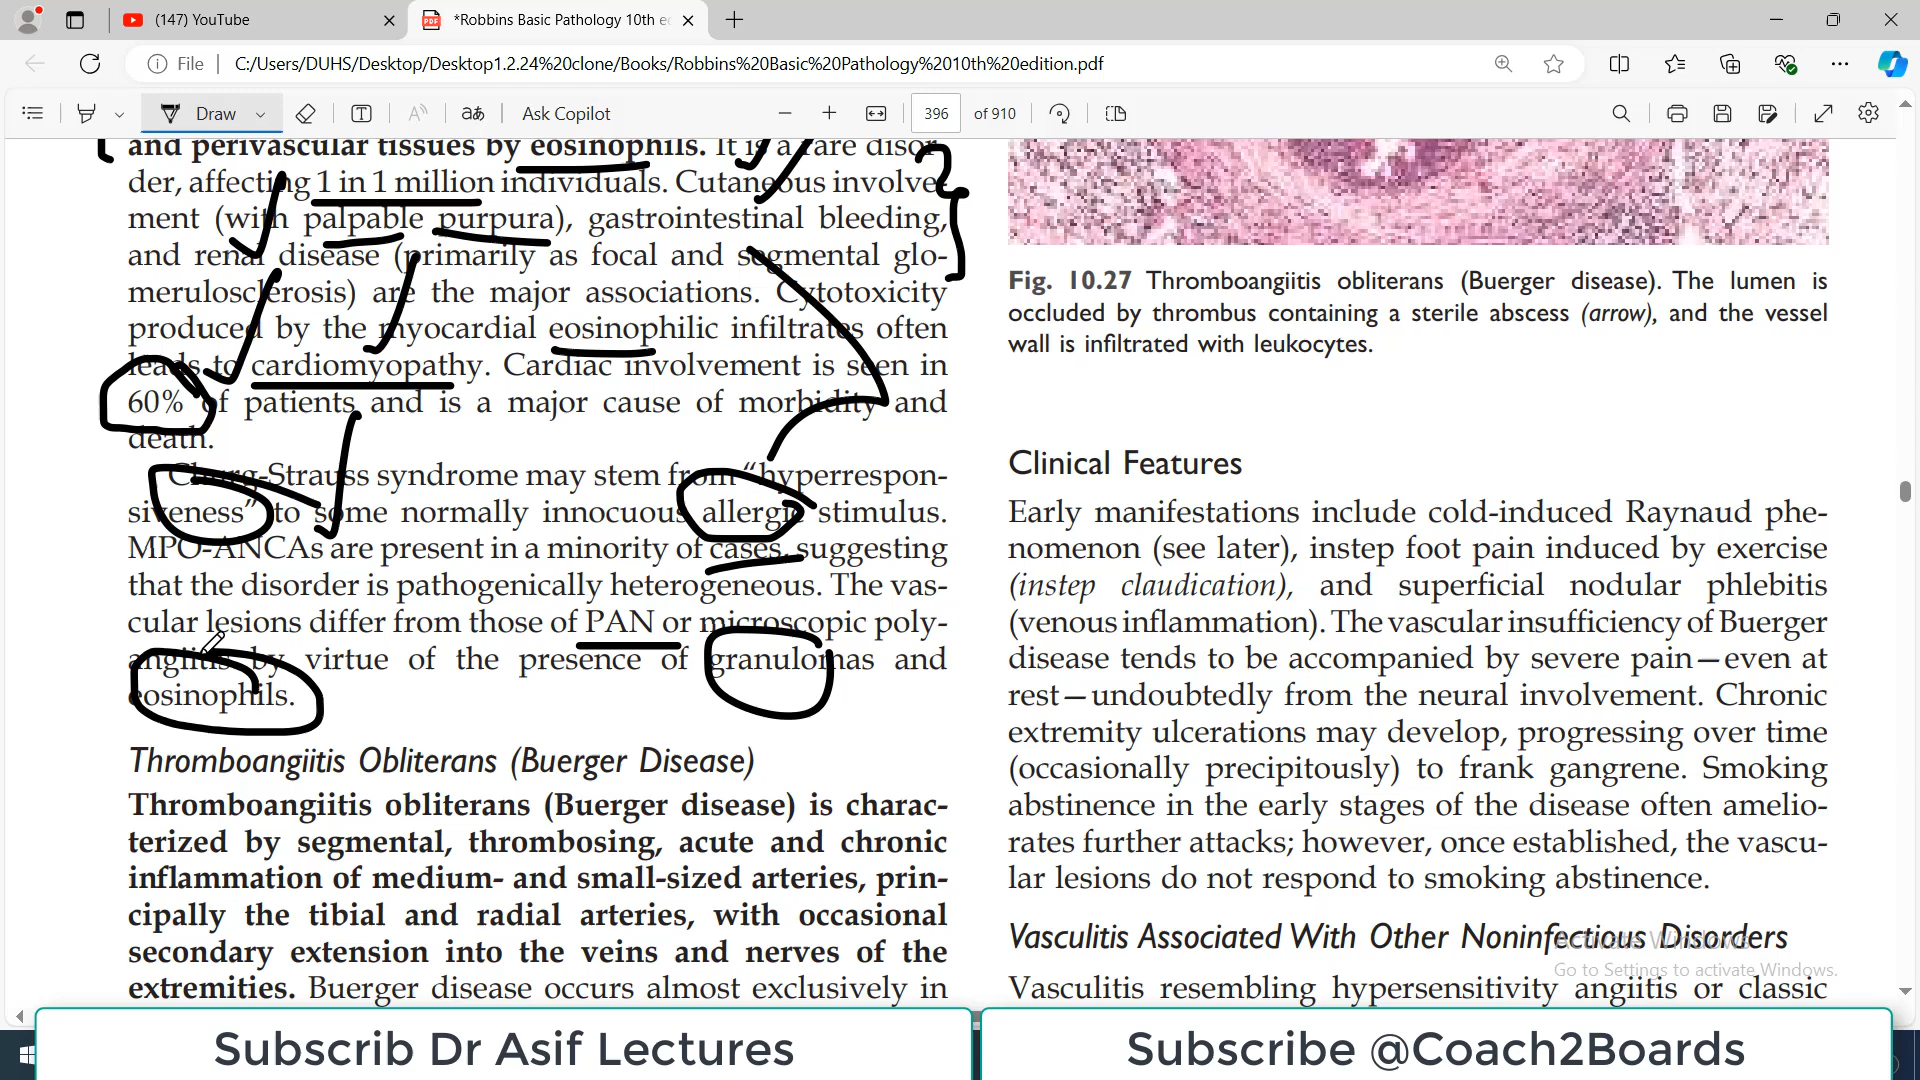 (147) YouTube
*Robbins Basic Pathology 10th e
File
C:/Users/DUHS/Desktop/Desktop1.2.24%20clone/Books/Robbins%20Basic%20Pathology%2010th%20edition.pdf
Draw
Ask Copilot
396 of 910
and perivascular tissues by eosinophils. It is a rare disor-
der, affecting 1 in 1 million individuals. Cutaneous involve-
ment (with palpable purpura), gastrointestinal bleeding,
and renal disease (primarily as focal and segmental glo-
merulosclerosis) are the major associations. Cytotoxicity
produced by the myocardial eosinophilic infiltrates often
leads to cardiomyopathy. Cardiac involvement is seen in
60% of patients and is a major cause of morbidity and
death.
Churg-Strauss syndrome may stem from “hyperrespon-
siveness” to some normally innocuous allergic stimulus.
MPO-ANCAs are present in a minority of cases, suggesting
that the disorder is pathogenically heterogeneous. The vas-
cular lesions differ from those of PAN or microscopic poly-
angiitis by virtue of the presence of granulomas and
eosinophils.
Thromboangiitis Obliterans (Buerger Disease)
Thromboangiitis obliterans (Buerger disease) is charac-
terized by segmental, thrombosing, acute and chronic
inflammation of medium- and small-sized arteries, prin-
cipally the tibial and radial arteries, with occasional
secondary extension into the veins and nerves of the
extremities. Buerger disease occurs almost exclusively in
Fig. 10.27 Thromboangiitis obliterans (Buerger disease). The lumen is
occluded by thrombus containing a sterile abscess (arrow), and the vessel
wall is infiltrated with leukocytes.
Clinical Features
Early manifestations include cold-induced Raynaud phe-
nomenon (see later), instep foot pain induced by exercise
(instep claudication), and superficial nodular phlebitis
(venous inflammation). The vascular insufficiency of Buerger
disease tends to be accompanied by severe pain—even at
rest—undoubtedly from the neural involvement. Chronic
extremity ulcerations may develop, progressing over time
(occasionally precipitously) to frank gangrene. Smoking
abstinence in the early stages of the disease often amelio-
rates further attacks; however, once established, the vascu-
lar lesions do not respond to smoking abstinence.
Vasculitis Associated With Other Noninfectious Disorders
Vasculitis resembling hypersensitivity angiitis or classic
Activate Windows
Go to Settings to activate Windows.
Subscrib Dr Asif Lectures
Subscribe @Coach2Boards